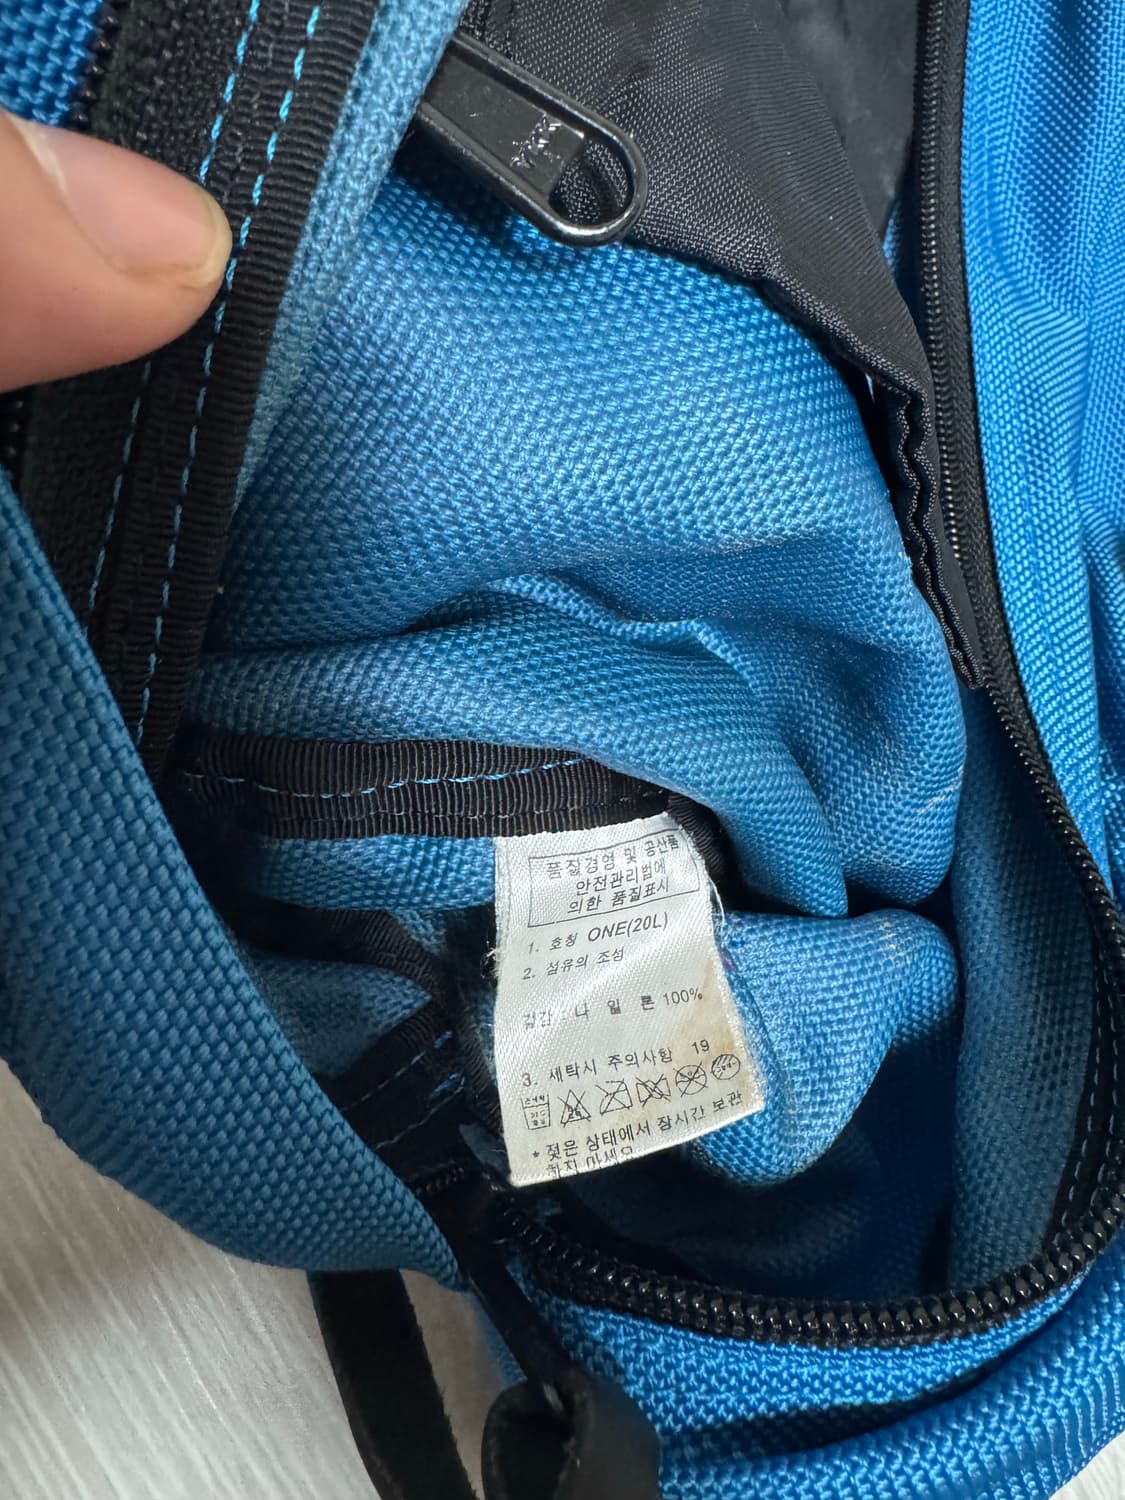 YKK
품질경영 및 공산품
안전관리법에
의한 품질표시
1. 호칭 ONE(20L)
2. 섬유의 조성
겉감 : 나 일 론 100%
3. 세탁시 주의사항 19
* 젖은 상태에서 장시간 보관
하지 마세요